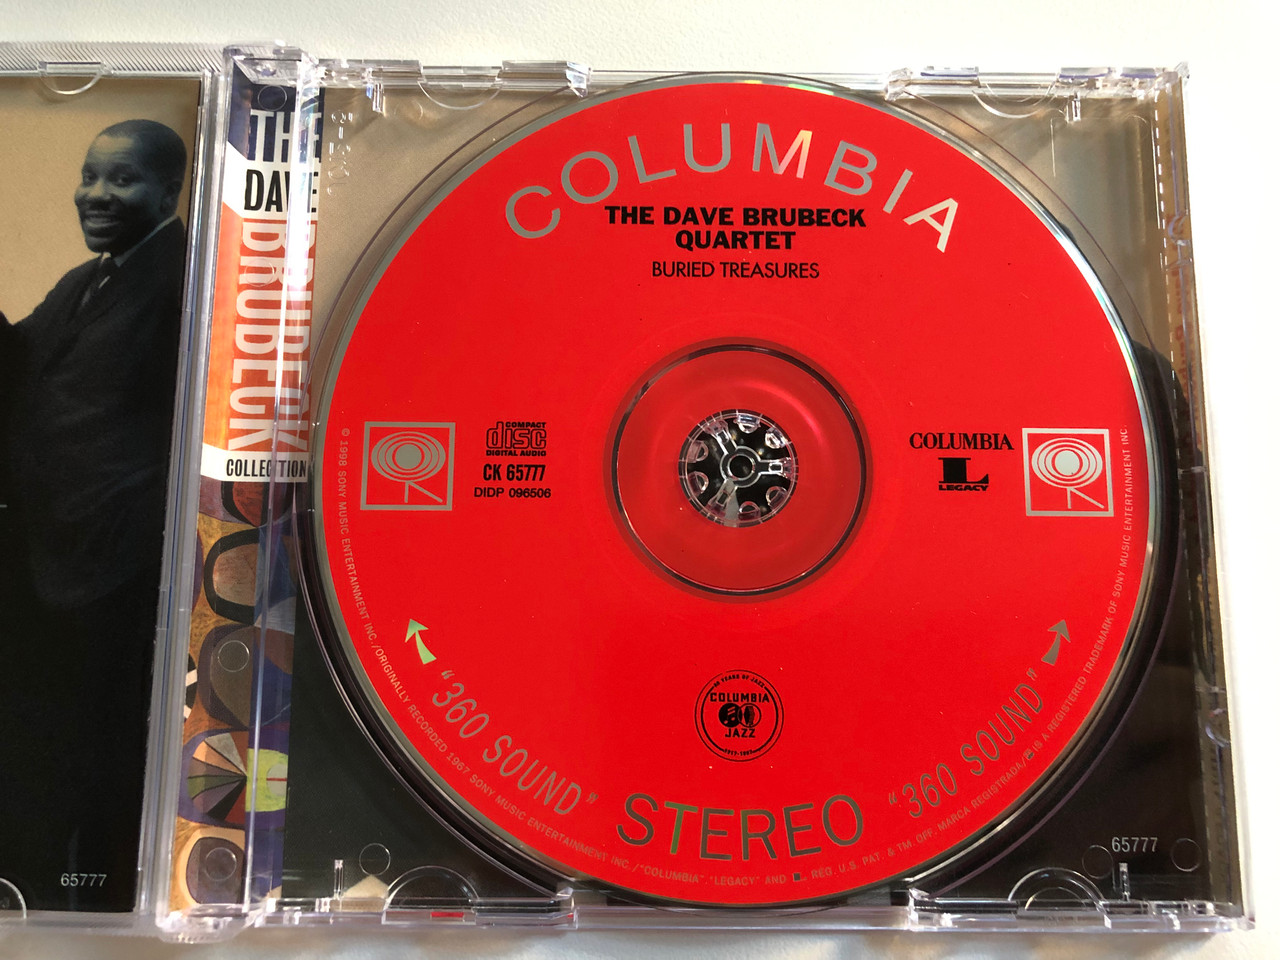 THE
DAVE
BRUBECK
COLLECTION
65777
COLUMBIA
THE DAVE BRUBECK
QUARTET
BURIED TREASURES
COMPACT
disc
DIGITAL AUDIO
CK 65777
DIDP 096506
COLUMBIA
L
LEGACY
COLUMBIA
JAZZ
"360 SOUND"
STEREO
"360 SOUND"
℗ 1998 SONY MUSIC ENTERTAINMENT INC./ORIGINALLY RECORDED 1967 SONY MUSIC ENTERTAINMENT INC./"COLUMBIA", "LEGACY" AND L REG. U.S. PAT. & TM. OFF. MARCA REGISTRADA/ IS A REGISTERED TRADEMARK OF SONY MUSIC ENTERTAINMENT INC.
65777